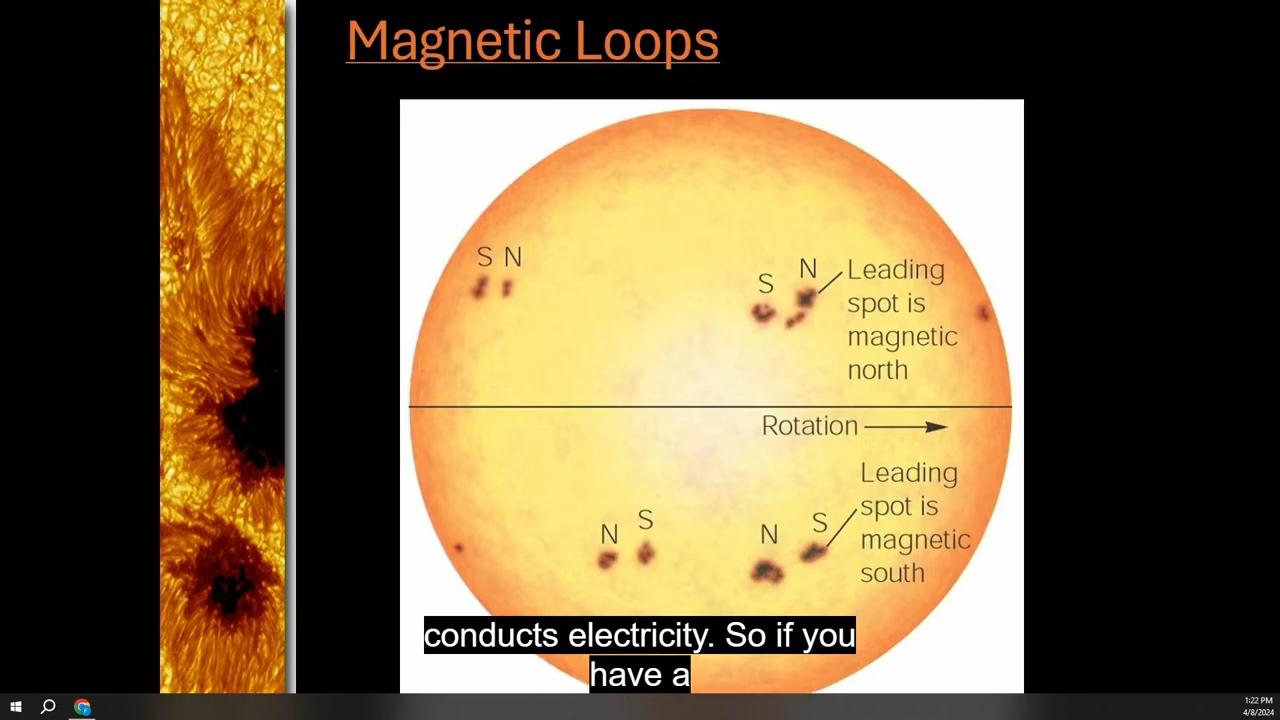 Magnetic Loops
S N
S
N
Leading
spot is
magnetic
north
Rotation
Leading
spot is
magnetic
south
N
S
N
S
conducts electricity. So if you
have a
1:22 PM
4/8/2024